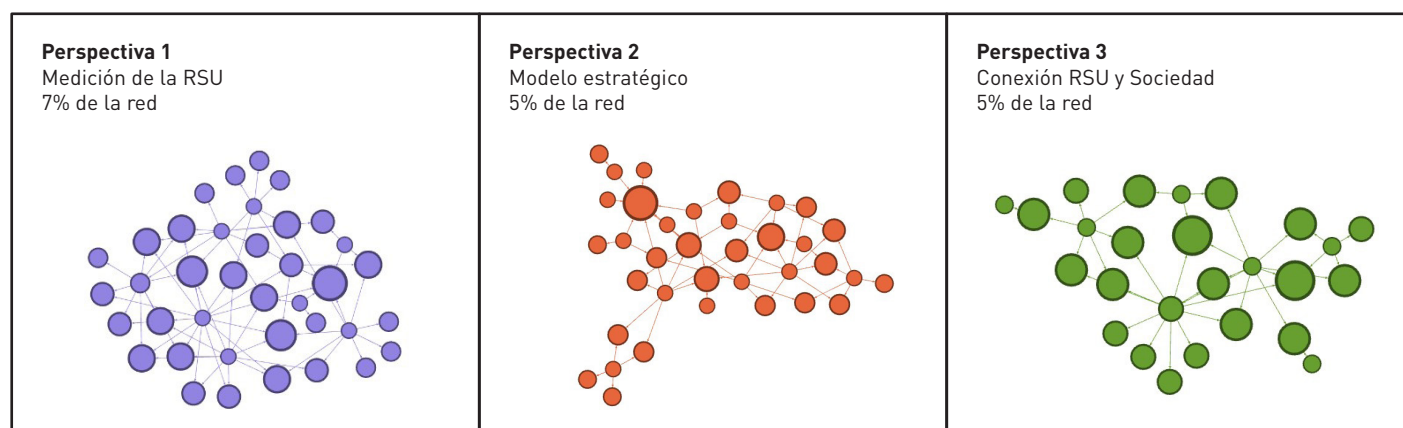 Perspectiva 1
Medición de la RSU
7% de la red
Perspectiva 2
Modelo estratégico
5% de la red
Perspectiva 3
Conexión RSU y Sociedad
5% de la red